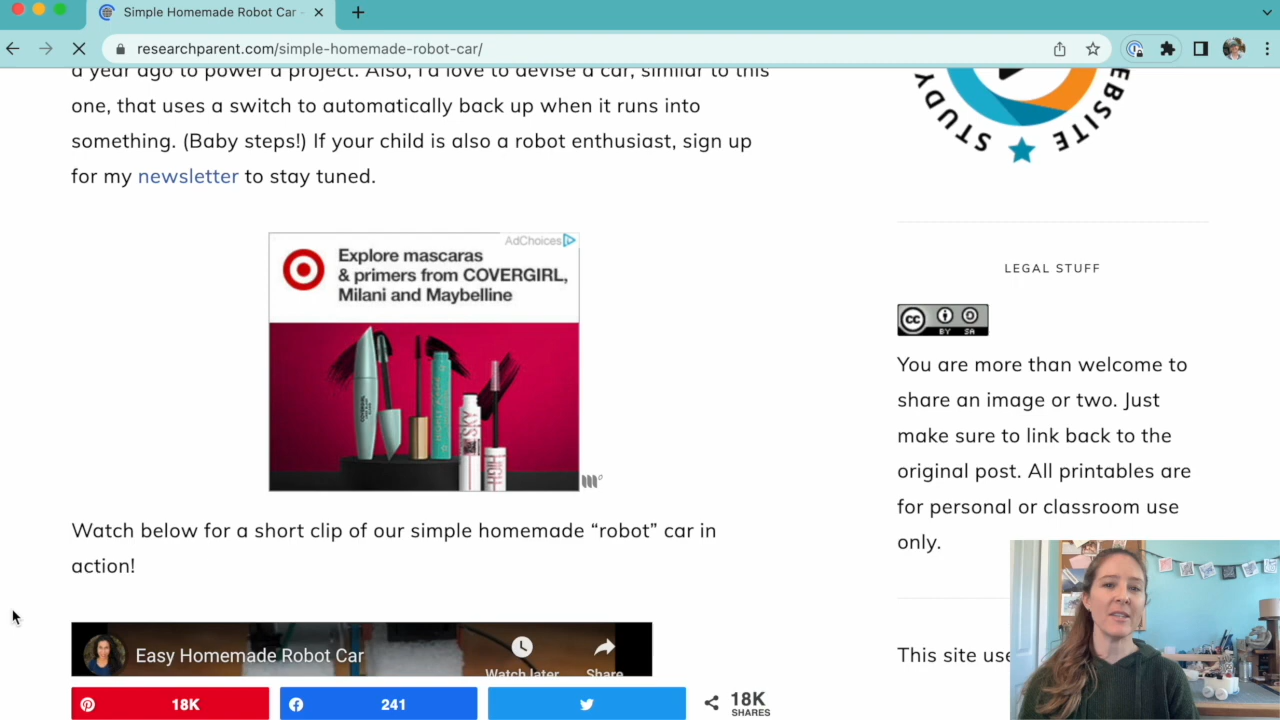 Simple Homemade Robot Car -
researchparent.com/simple-homemade-robot-car/
a year ago to power a project. Also, I'd love to devise a car, similar to this
one, that uses a switch to automatically back up when it runs into
something. (Baby steps!) If your child is also a robot enthusiast, sign up
for my newsletter to stay tuned.
AdChoices
Explore mascaras
& primers from COVERGIRL,
Milani and Maybelline
SKY
HIGH
Watch below for a short clip of our simple homemade “robot” car in
action!
Easy Homemade Robot Car
Watch later
Share
18K
241
18K
SHARES
STUDY
WEBSITE
LEGAL STUFF
cc
BY SA
You are more than welcome to
share an image or two. Just
make sure to link back to the
original post. All printables are
for personal or classroom use
only.
This site use